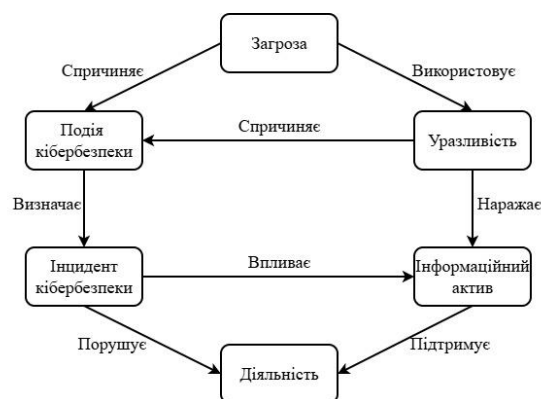 Загроза
Спричиняє
Використовує
Подія
кібербезпеки
Спричиняє
Уразливість
Визначає
Наражає
Інцидент
кібербезпеки
Впливає
Інформаційний
актив
Порушує
Підтримує
Діяльність